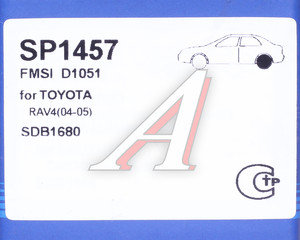 SP1457
FMSI D1051
for TOYOTA
RAV4(04-05)
SDB1680